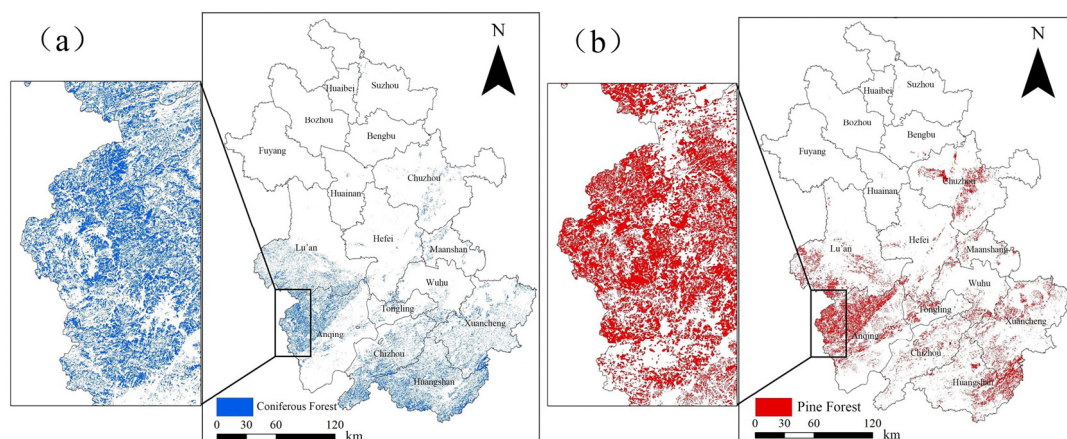 (a)
N
Huaibei
Suzhou
Bozhou
Bengbu
Fuyang
Chuzhou
Huainan
Hefei
Lu'an
Maanshan
Wuhu
Tongling
Xuancheng
Anqing
Chizhou
Huangshan
Coniferous Forest
0 30 60 120
km
(b)
N
Huaibei
Suzhou
Bozhou
Bengbu
Fuyang
Chuzhou
Huainan
Hefei
Lu'an
Maanshan
Wuhu
Tongling
Xuancheng
Anqing
Chizhou
Huangshan
Pine Forest
0 30 60 120
km